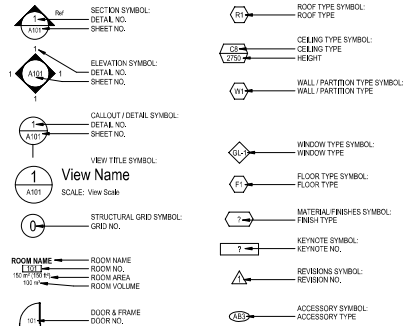 Ref
SECTION SYMBOL:
1
DETAIL NO.
A101
SHEET NO.
1
ELEVATION SYMBOL:
DETAIL NO.
1 A101 1
SHEET NO.
1
CALLOUT / DETAIL SYMBOL:
1
DETAIL NO.
A101
SHEET NO.
VIEW TITLE SYMBOL:
1
View Name
A101
SCALE: View Scale
STRUCTURAL GRID SYMBOL:
0
GRID NO.
ROOM NAME
ROOM NAME
101
ROOM NO.
150 m² (150 ft²)
ROOM AREA
100 m³
ROOM VOLUME
DOOR & FRAME
101
DOOR NO.
ROOF TYPE SYMBOL:
R1
ROOF TYPE
CEILING TYPE SYMBOL:
C8
CEILING TYPE
2750
HEIGHT
WALL / PARTITION TYPE SYMBOL:
W1
WALL / PARTITION TYPE
WINDOW TYPE SYMBOL:
GL-1
WINDOW TYPE
FLOOR TYPE SYMBOL:
F1
FLOOR TYPE
MATERIAL/FINISHES SYMBOL:
?
FINISH TYPE
KEYNOTE SYMBOL:
?
KEYNOTE NO.
REVISIONS SYMBOL:
1
REVISION NO.
ACCESSORY SYMBOL:
AB3
ACCESSORY TYPE